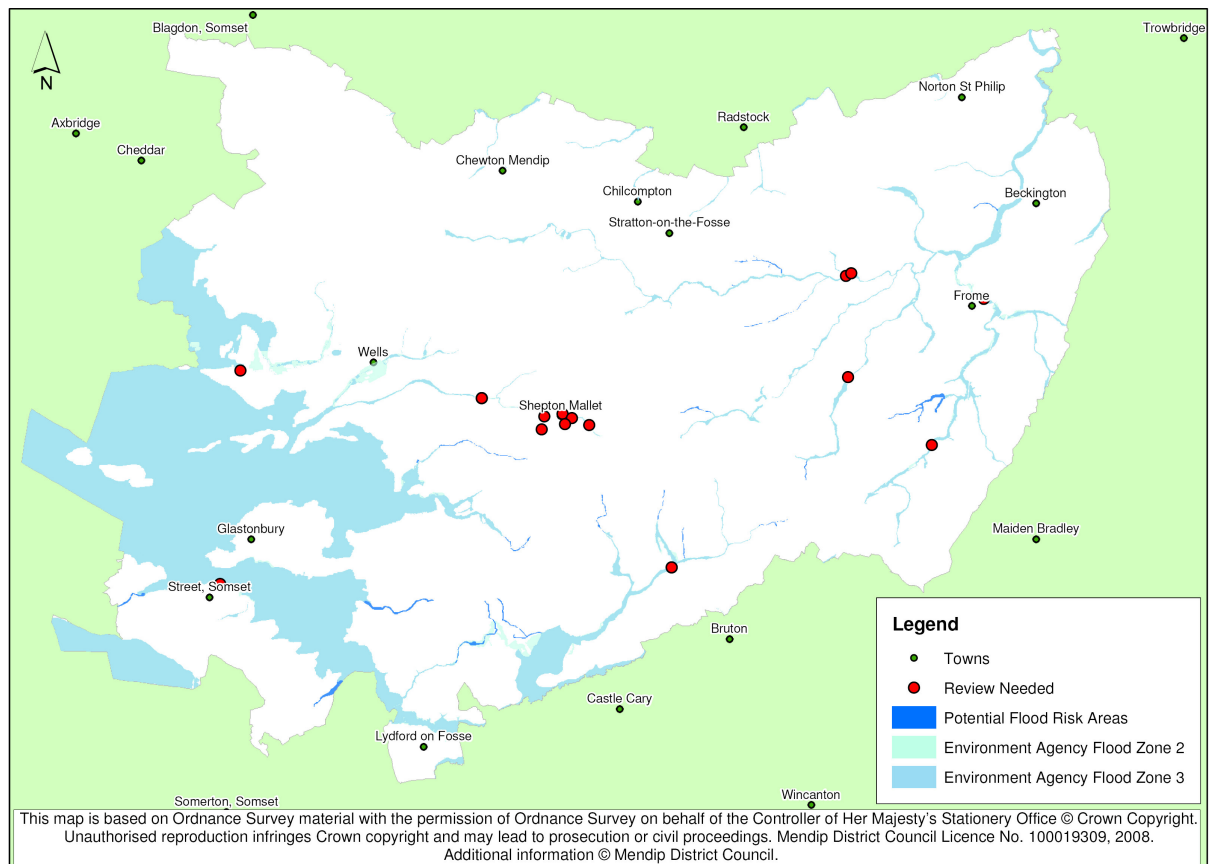 Blagdon, Somset
Trowbridge
N
Norton St Philip
Axbridge
Radstock
Cheddar
Chewton Mendip
Chilcompton
Beckington
Stratton-on-the-Fosse
Frome
Wells
Shepton Mallet
Glastonbury
Maiden Bradley
Street, Somset
Bruton
Castle Cary
Lydford on Fosse
Wincanton
Somerton, Somset
Legend
Towns
Review Needed
Potential Flood Risk Areas
Environment Agency Flood Zone 2
Environment Agency Flood Zone 3
This map is based on Ordnance Survey material with the permission of Ordnance Survey on behalf of the Controller of Her Majesty's Stationery Office © Crown Copyright.
Unauthorised reproduction infringes Crown copyright and may lead to prosecution or civil proceedings. Mendip District Council Licence No. 100019309, 2008.
Additional information © Mendip District Council.